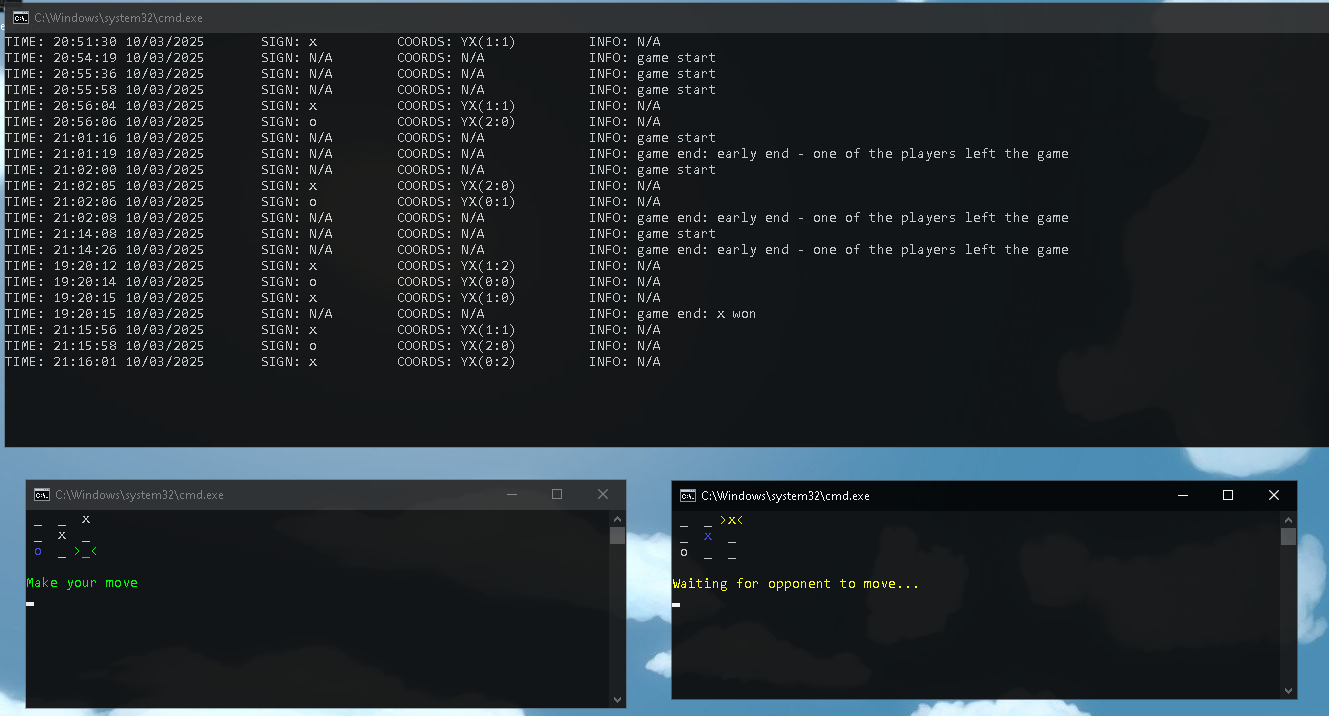 C:\Windows\system32\cmd.exe
TIME: 20:51:30 10/03/2025 SIGN: x COORDS: YX(1:1) INFO: N/A
TIME: 20:54:19 10/03/2025 SIGN: N/A COORDS: N/A INFO: game start
TIME: 20:55:36 10/03/2025 SIGN: N/A COORDS: N/A INFO: game start
TIME: 20:55:58 10/03/2025 SIGN: N/A COORDS: N/A INFO: game start
TIME: 20:56:04 10/03/2025 SIGN: x COORDS: YX(1:1) INFO: N/A
TIME: 20:56:06 10/03/2025 SIGN: o COORDS: YX(2:0) INFO: N/A
TIME: 21:01:16 10/03/2025 SIGN: N/A COORDS: N/A INFO: game start
TIME: 21:01:19 10/03/2025 SIGN: N/A COORDS: N/A INFO: game end: early end - one of the players left the game
TIME: 21:02:00 10/03/2025 SIGN: N/A COORDS: N/A INFO: game start
TIME: 21:02:05 10/03/2025 SIGN: x COORDS: YX(2:0) INFO: N/A
TIME: 21:02:06 10/03/2025 SIGN: o COORDS: YX(0:1) INFO: N/A
TIME: 21:02:08 10/03/2025 SIGN: N/A COORDS: N/A INFO: game end: early end - one of the players left the game
TIME: 21:14:08 10/03/2025 SIGN: N/A COORDS: N/A INFO: game start
TIME: 21:14:26 10/03/2025 SIGN: N/A COORDS: N/A INFO: game end: early end - one of the players left the game
TIME: 19:20:12 10/03/2025 SIGN: x COORDS: YX(1:2) INFO: N/A
TIME: 19:20:14 10/03/2025 SIGN: o COORDS: YX(0:0) INFO: N/A
TIME: 19:20:15 10/03/2025 SIGN: x COORDS: YX(1:0) INFO: N/A
TIME: 19:20:15 10/03/2025 SIGN: N/A COORDS: N/A INFO: game end: x won
TIME: 21:15:56 10/03/2025 SIGN: x COORDS: YX(1:1) INFO: N/A
TIME: 21:15:58 10/03/2025 SIGN: o COORDS: YX(2:0) INFO: N/A
TIME: 21:16:01 10/03/2025 SIGN: x COORDS: YX(0:2) INFO: N/A
C:\Windows\system32\cmd.exe
_ _ x
_ x _
o _ >_<
Make your move
C:\Windows\system32\cmd.exe
_ _ >x<
_ x _
o _ _
Waiting for opponent to move...